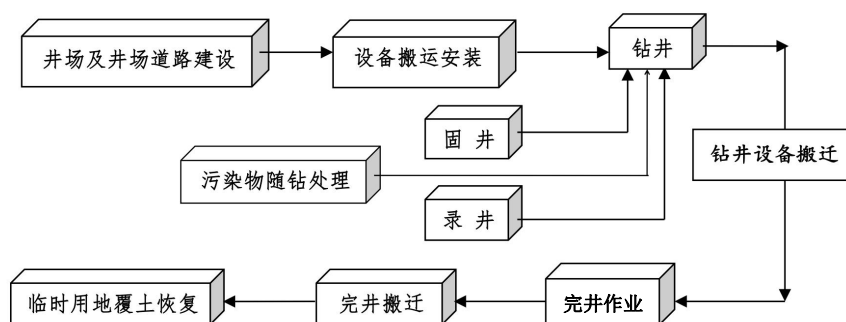 井场及井场道路建设
设备搬运安装
钻井
固 井
钻井设备搬迁
污染物随钻处理
录 井
临时用地覆土恢复
完井搬迁
完井作业